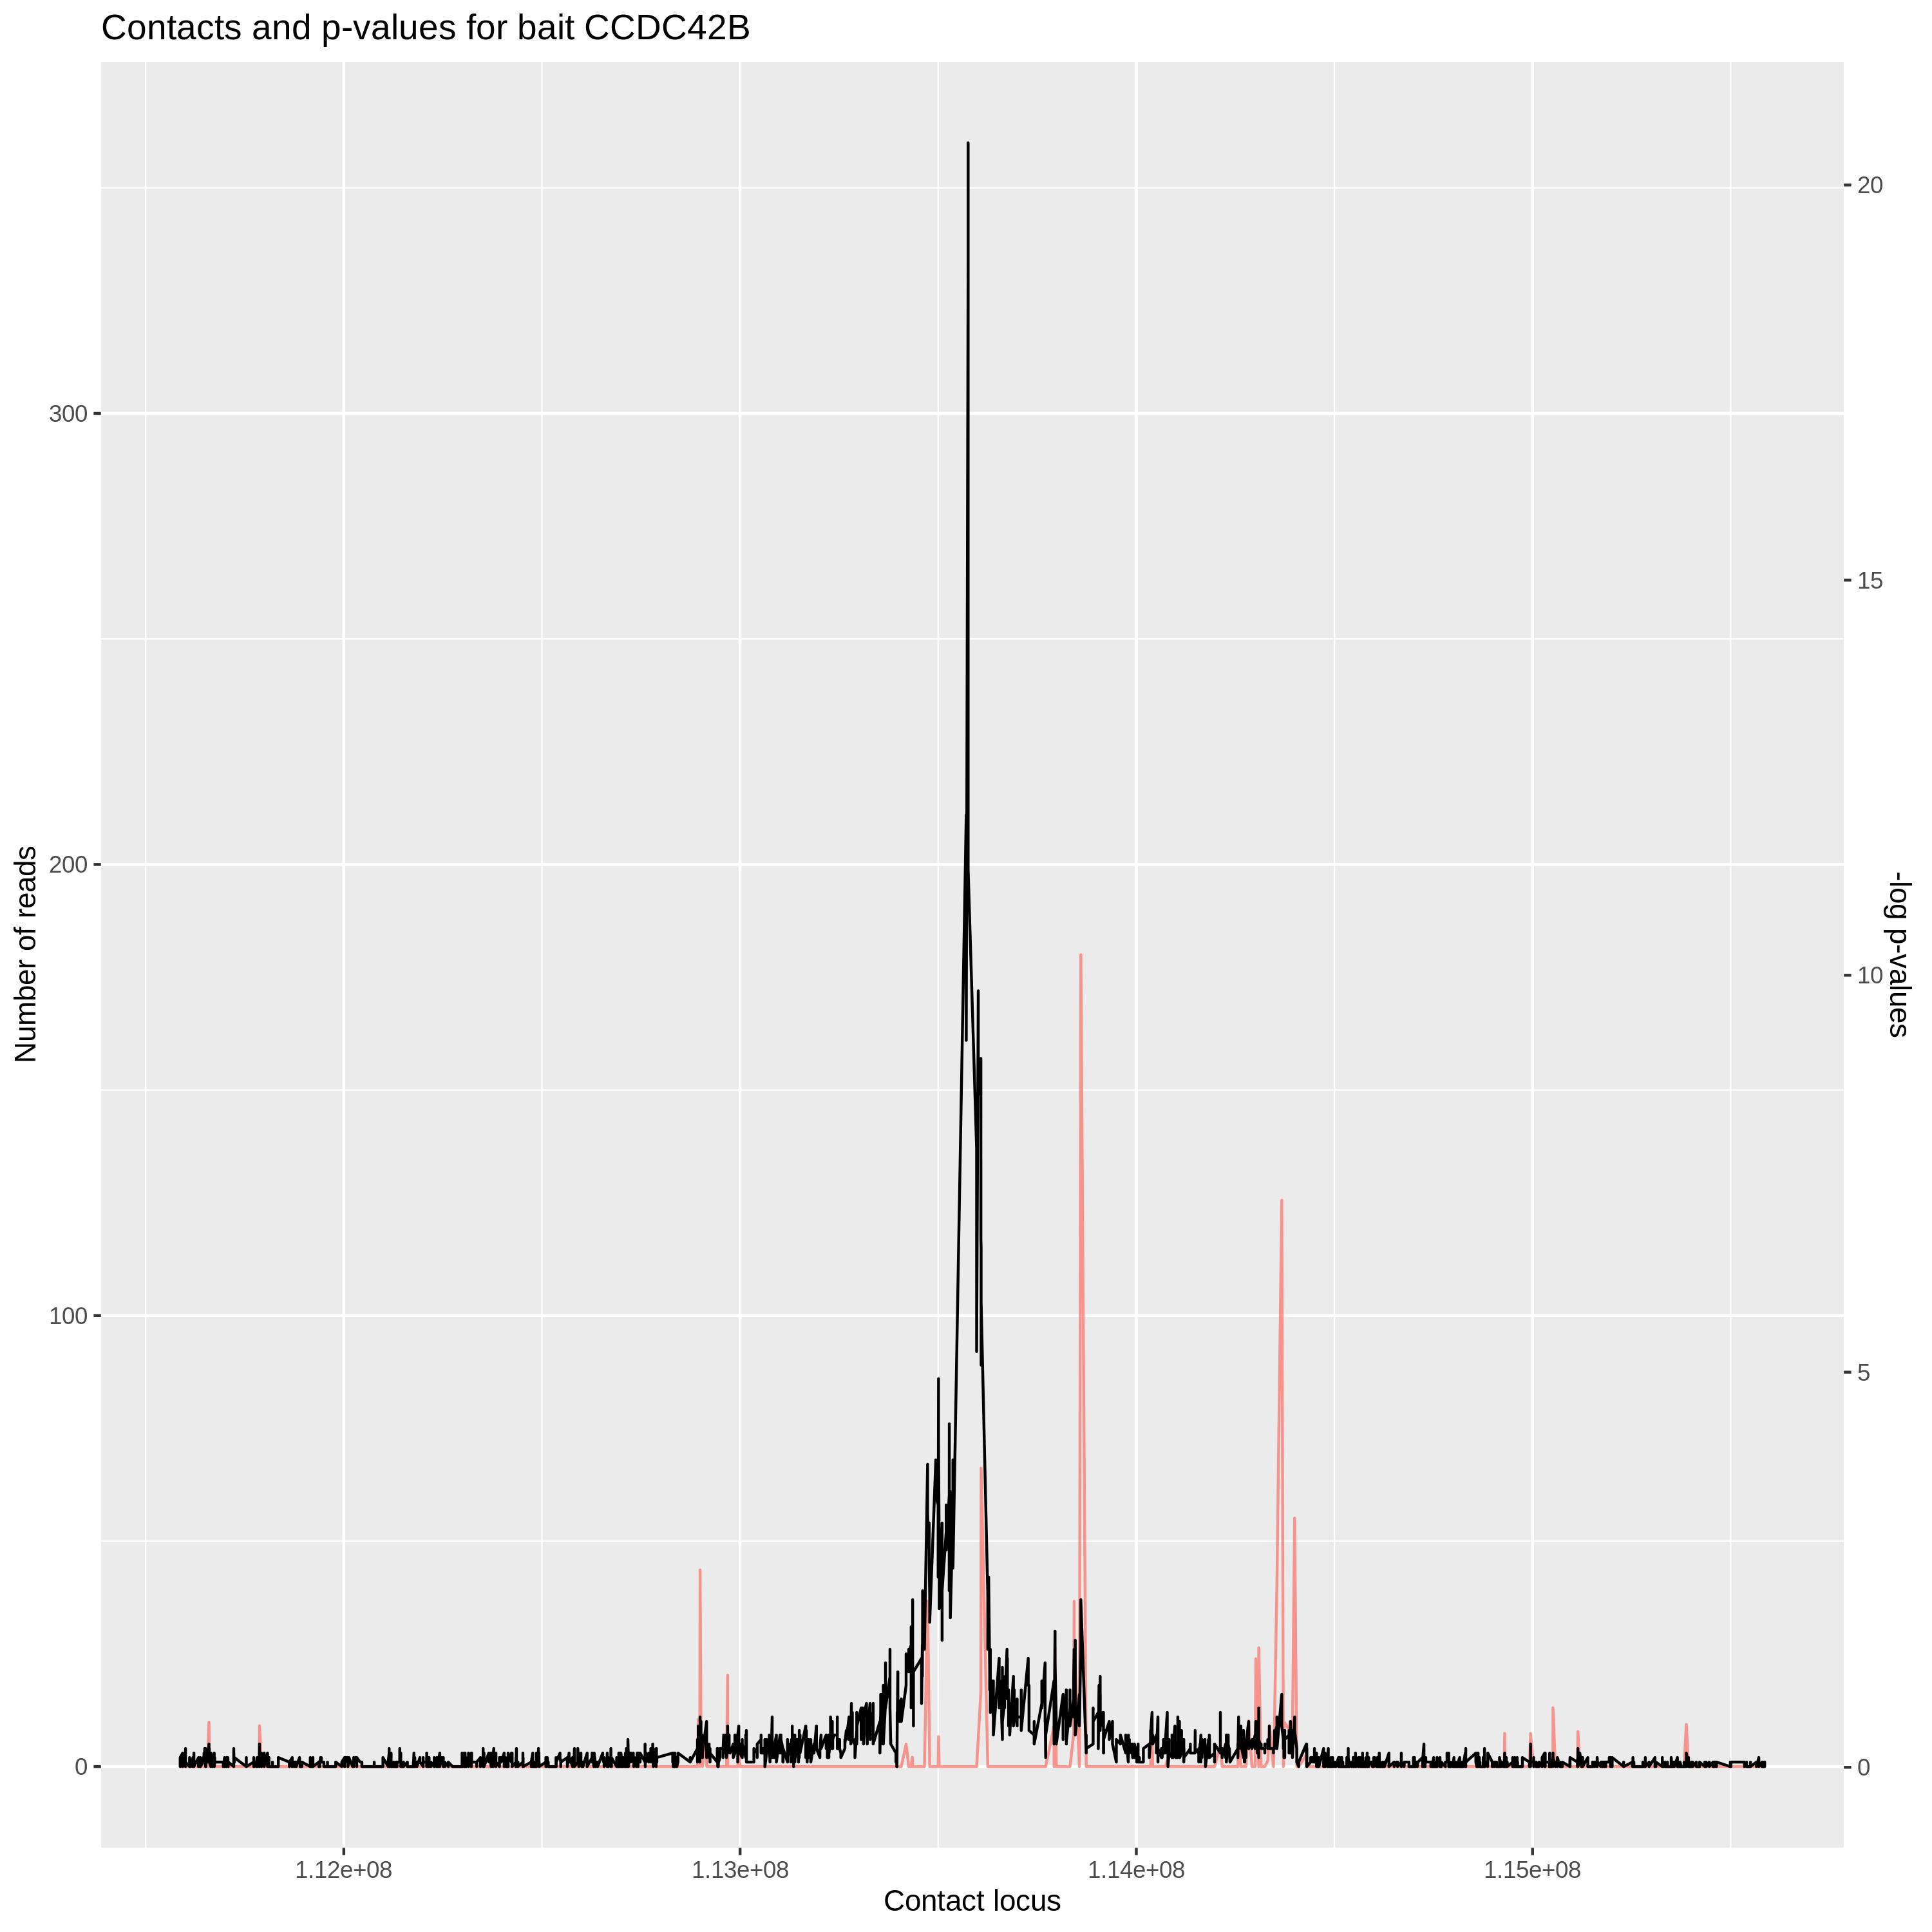 Contacts and p-values for bait CCDC42B
Number of reads
300
200
100
0
20
15
10
5
0
-log p-values
1.12e+08
1.13e+08
1.14e+08
1.15e+08
Contact locus